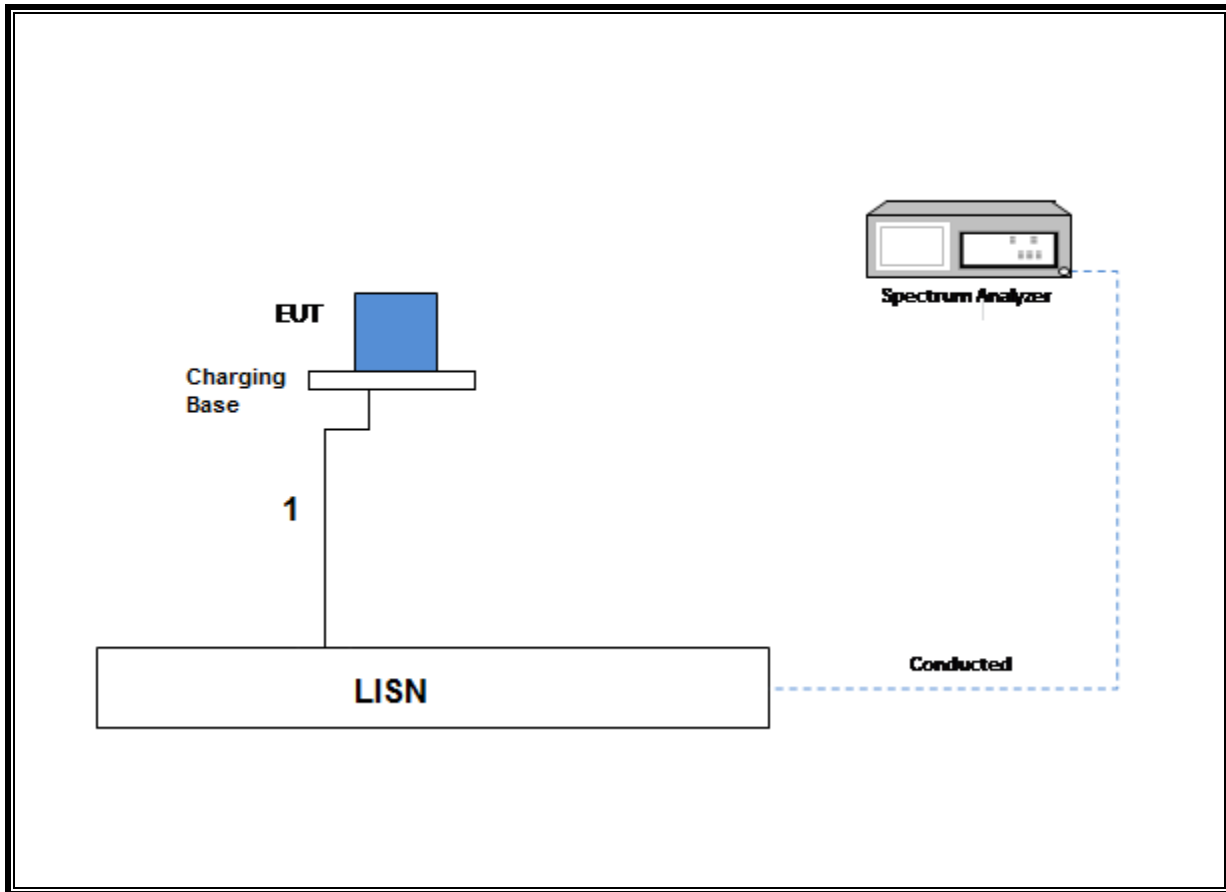 Spectrum Analyzer
EUT
Charging
Base
1
Conducted
LISN